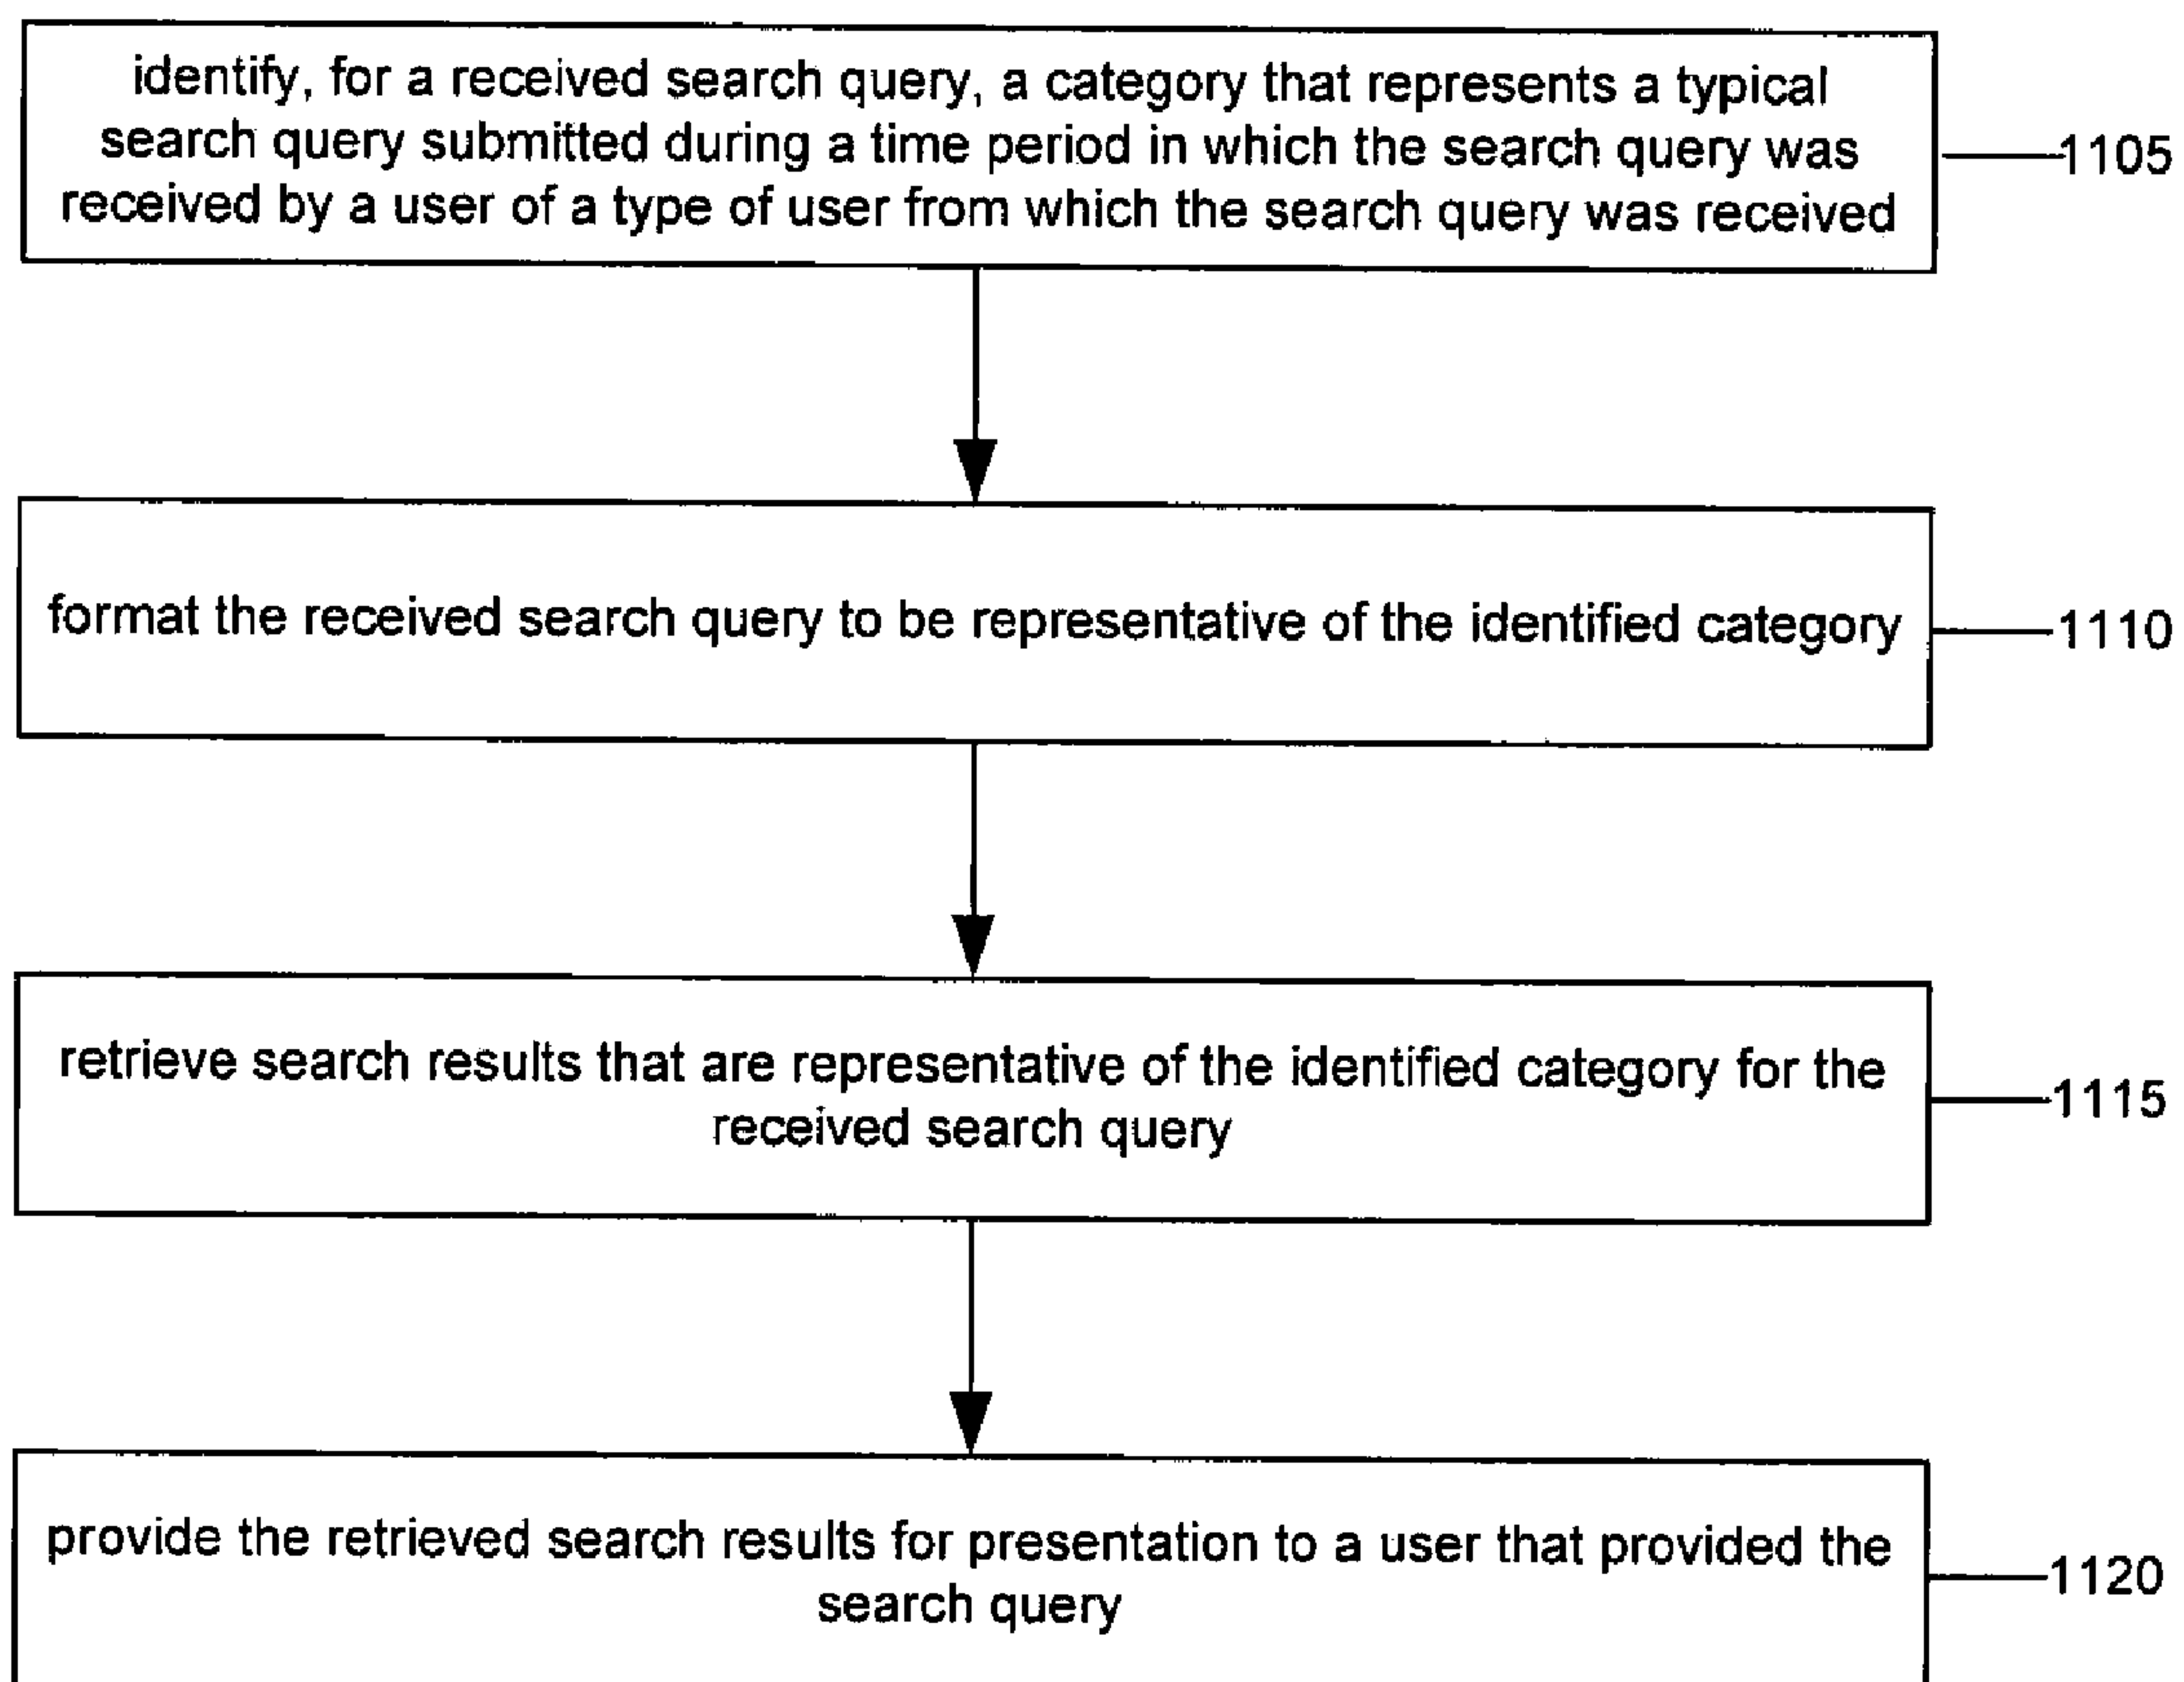 identify, for a received search query, a category that represents a typical
search query submitted during a time period in which the search query was
received by a user of a type of user from which the search query was received
1105
format the received search query to be representative of the identified category
1110
retrieve search results that are representative of the identified category for the
received search query
1115
provide the retrieved search results for presentation to a user that provided the
search query
1120